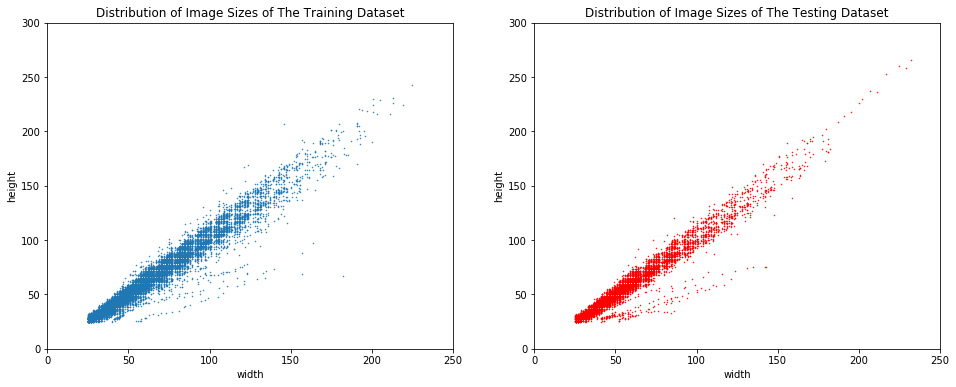 Distribution of Image Sizes of The Training Dataset
300
250
200
150
100
50
0
height
0 50 100 150 200 250
width
Distribution of Image Sizes of The Testing Dataset
300
250
200
150
100
50
0
height
0 50 100 150 200 250
width